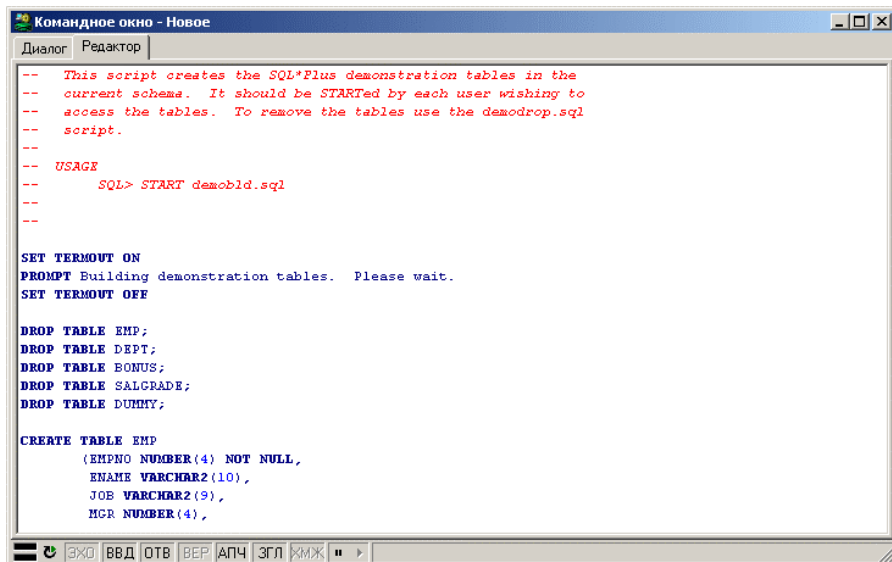 Командное окно - Новое
Диалог Редактор
--   This script creates the SQL*Plus demonstration tables in the
--   current schema.  It should be STARTed by each user wishing to
--   access the tables.  To remove the tables use the demodrop.sql
--   script.
--
--  USAGE
--       SQL> START demobld.sql
--
--
SET TERMOUT ON
PROMPT Building demonstration tables.  Please wait.
SET TERMOUT OFF
DROP TABLE EMP;
DROP TABLE DEPT;
DROP TABLE BONUS;
DROP TABLE SALGRADE;
DROP TABLE DUMMY;
CREATE TABLE EMP
(EMPNO NUMBER(4) NOT NULL,
ENAME VARCHAR2(10),
JOB VARCHAR2(9),
MGR NUMBER(4),
ЭХО ВВД ОТВ ВЕР АПЧ ЗГЛ ХМЖ